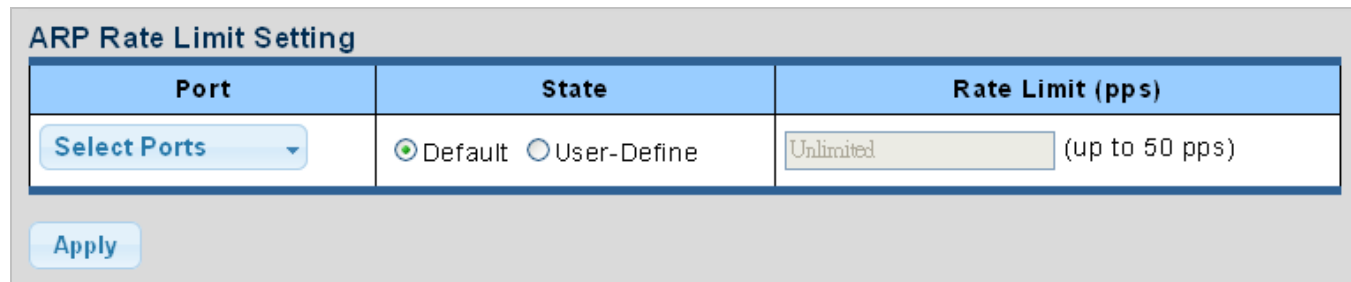 ARP Rate Limit Setting
Port State Rate Limit (pps)
Select Ports Default User-Define Unlimited (up to 50 pps)
Apply